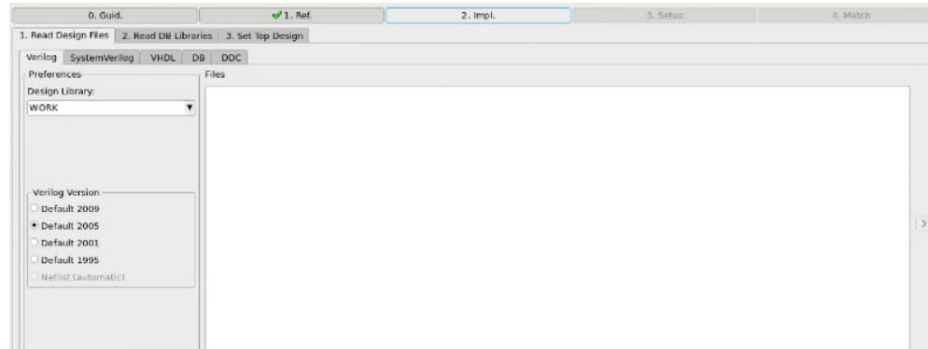 0. Guid. 1. Ref. 2. Impl. 3. Setup 4. Match
1. Read Design Files 2. Read DB Libraries 3. Set Top Design
Verilog SystemVerilog VHDL DB DDC
Preferences Files
Design Library:
WORK
Verilog Version
Default 2009
Default 2005
Default 2001
Default 1995
Netlist (automatic)